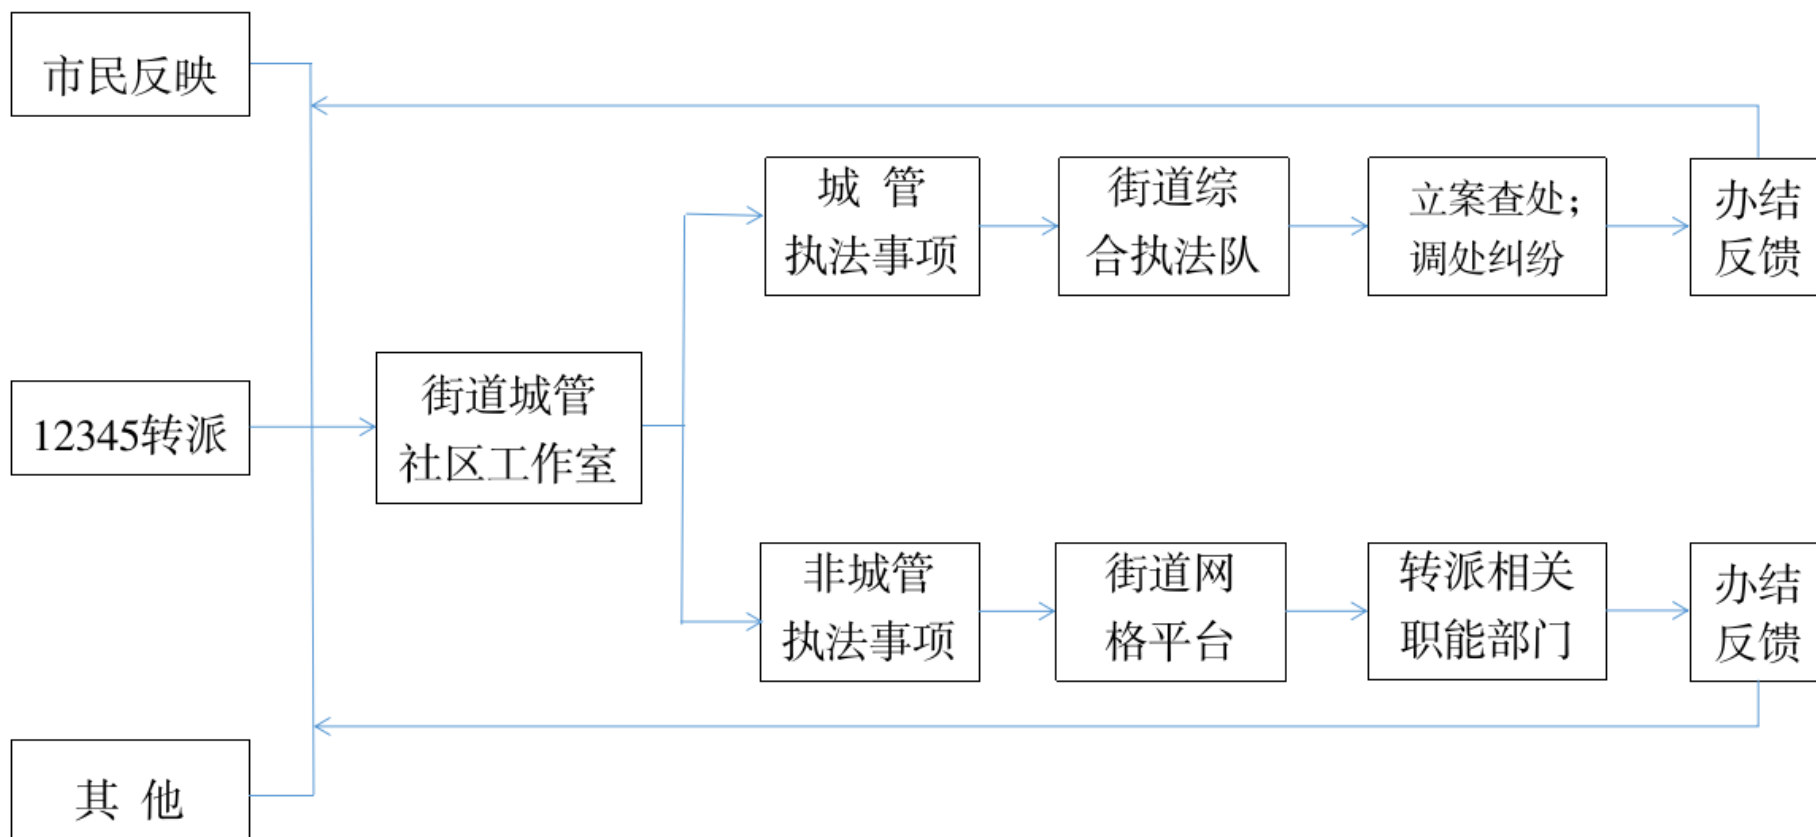 市民反映
12345转派
其 他
街道城管
社区工作室
城 管
执法事项
街道综
合执法队
立案查处；
调处纠纷
办结
反馈
非城管
执法事项
街道网
格平台
转派相关
职能部门
办结
反馈